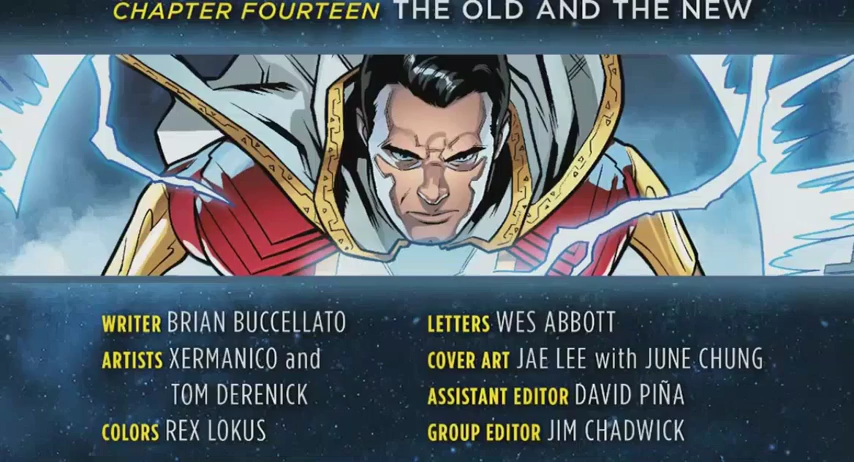 CHAPTER FOURTEEN THE OLD AND THE NEW
WRITER BRIAN BUCCELLATO
ARTISTS XERMANICO and
TOM DERENICK
COLORS REX LOKUS
LETTERS WES ABBOTT
COVER ART JAE LEE with JUNE CHUNG
ASSISTANT EDITOR DAVID PIÑA
GROUP EDITOR JIM CHADWICK